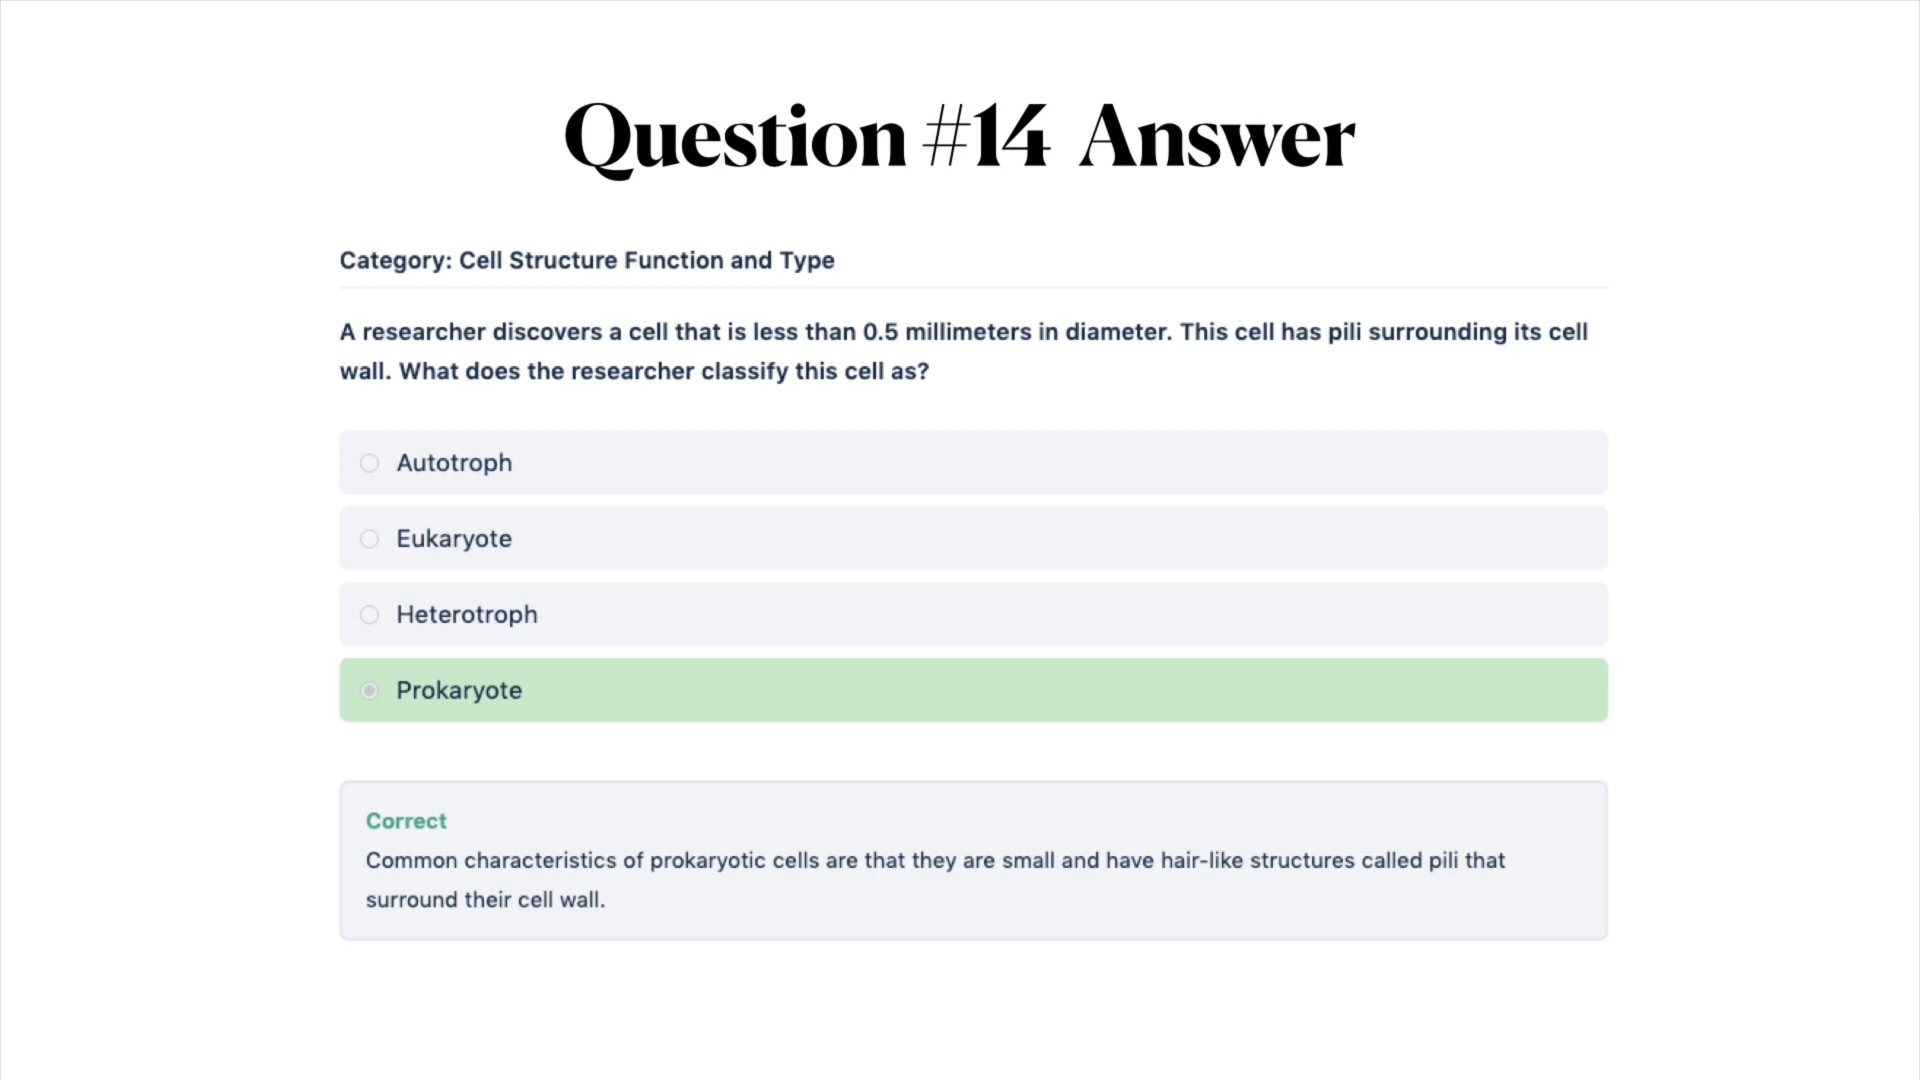 Question #14 Answer
Category: Cell Structure Function and Type
A researcher discovers a cell that is less than 0.5 millimeters in diameter. This cell has pili surrounding its cell
wall. What does the researcher classify this cell as?
Autotroph
Eukaryote
Heterotroph
Prokaryote
Correct
Common characteristics of prokaryotic cells are that they are small and have hair-like structures called pili that
surround their cell wall.